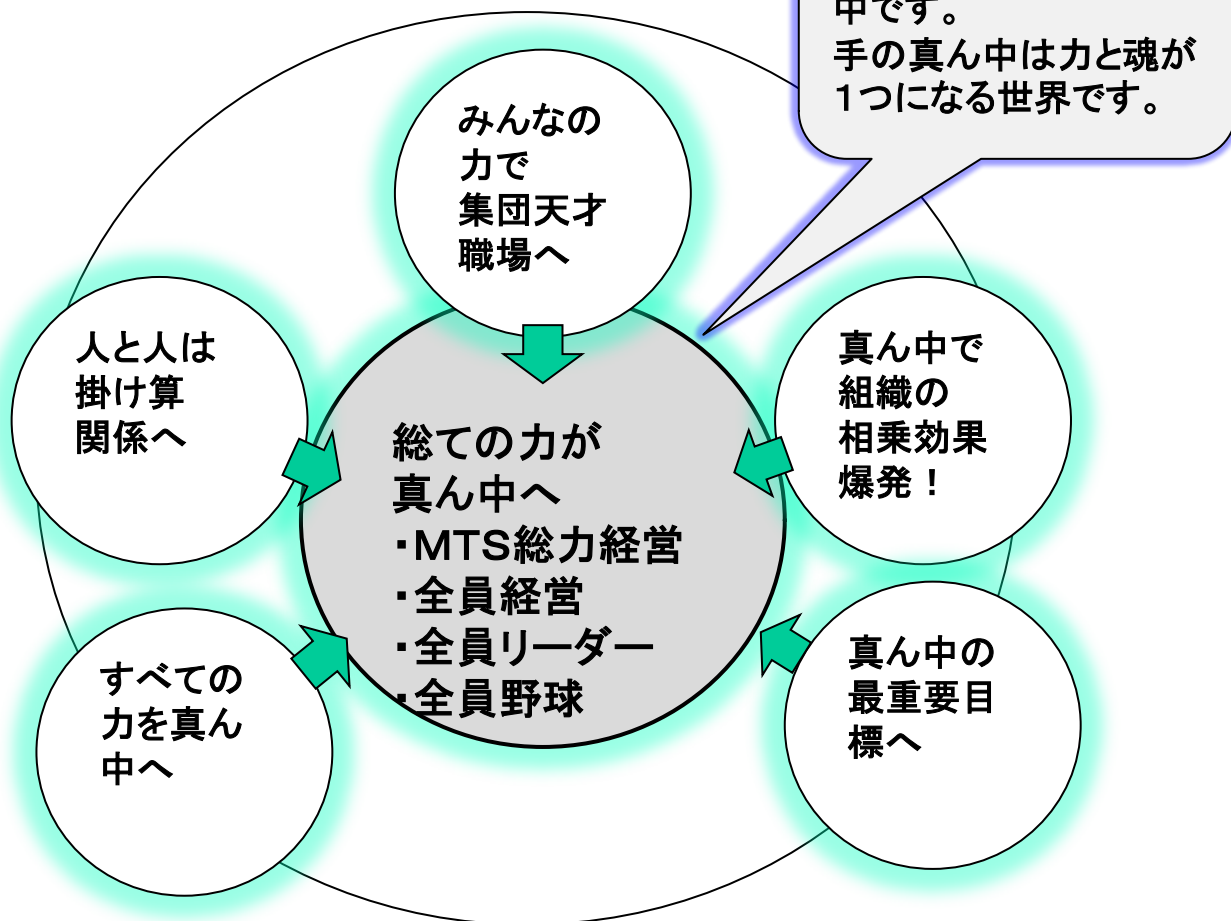 中です。
手の真ん中は力と魂が
1つになる世界です。
みんなの
力で
集団天才
職場へ
人と人は
掛け算
関係へ
真ん中で
組織の
相乗効果
爆発！
総ての力が
真ん中へ
・MTS総力経営
・全員経営
・全員リーダー
・全員野球
すべての
力を真ん
中へ
真ん中の
最重要目
標へ